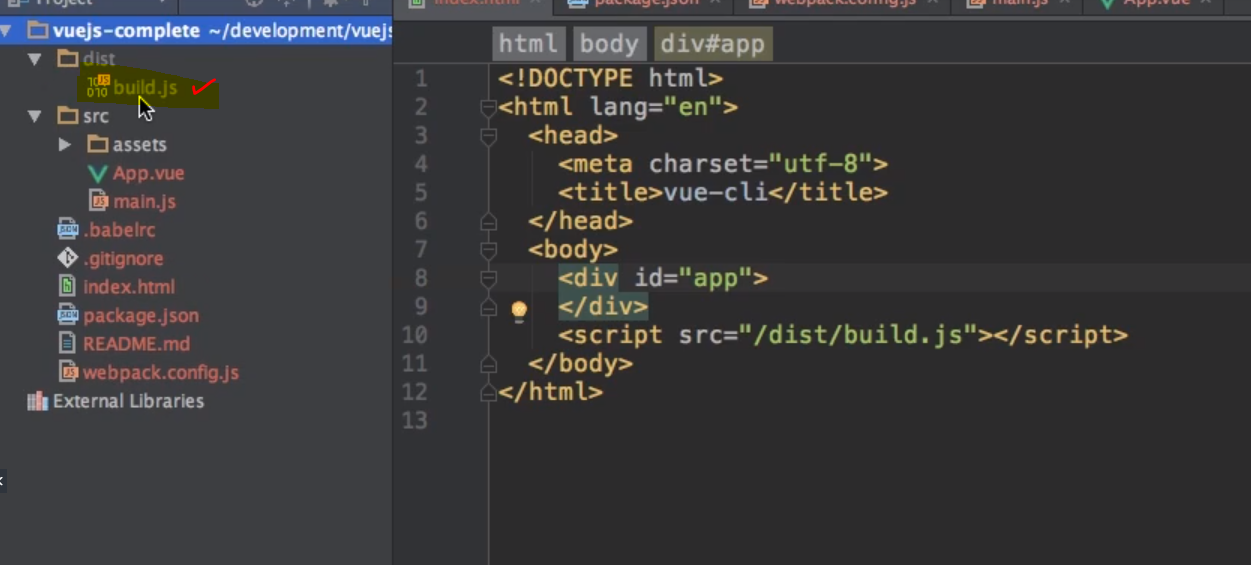 Project
index.html package.json webpack.config.js main.js App.vue
vuejs-complete ~/development/vuejs
dist
build.js
src
assets
App.vue
main.js
.babelrc
.gitignore
index.html
package.json
README.md
webpack.config.js
External Libraries
html body div#app
1 <!DOCTYPE html>
2 <html lang="en">
3 <head>
4 <meta charset="utf-8">
5 <title>vue-cli</title>
6 </head>
7 <body>
8 <div id="app">
9 </div>
10 <script src="/dist/build.js"></script>
11 </body>
12 </html>
13